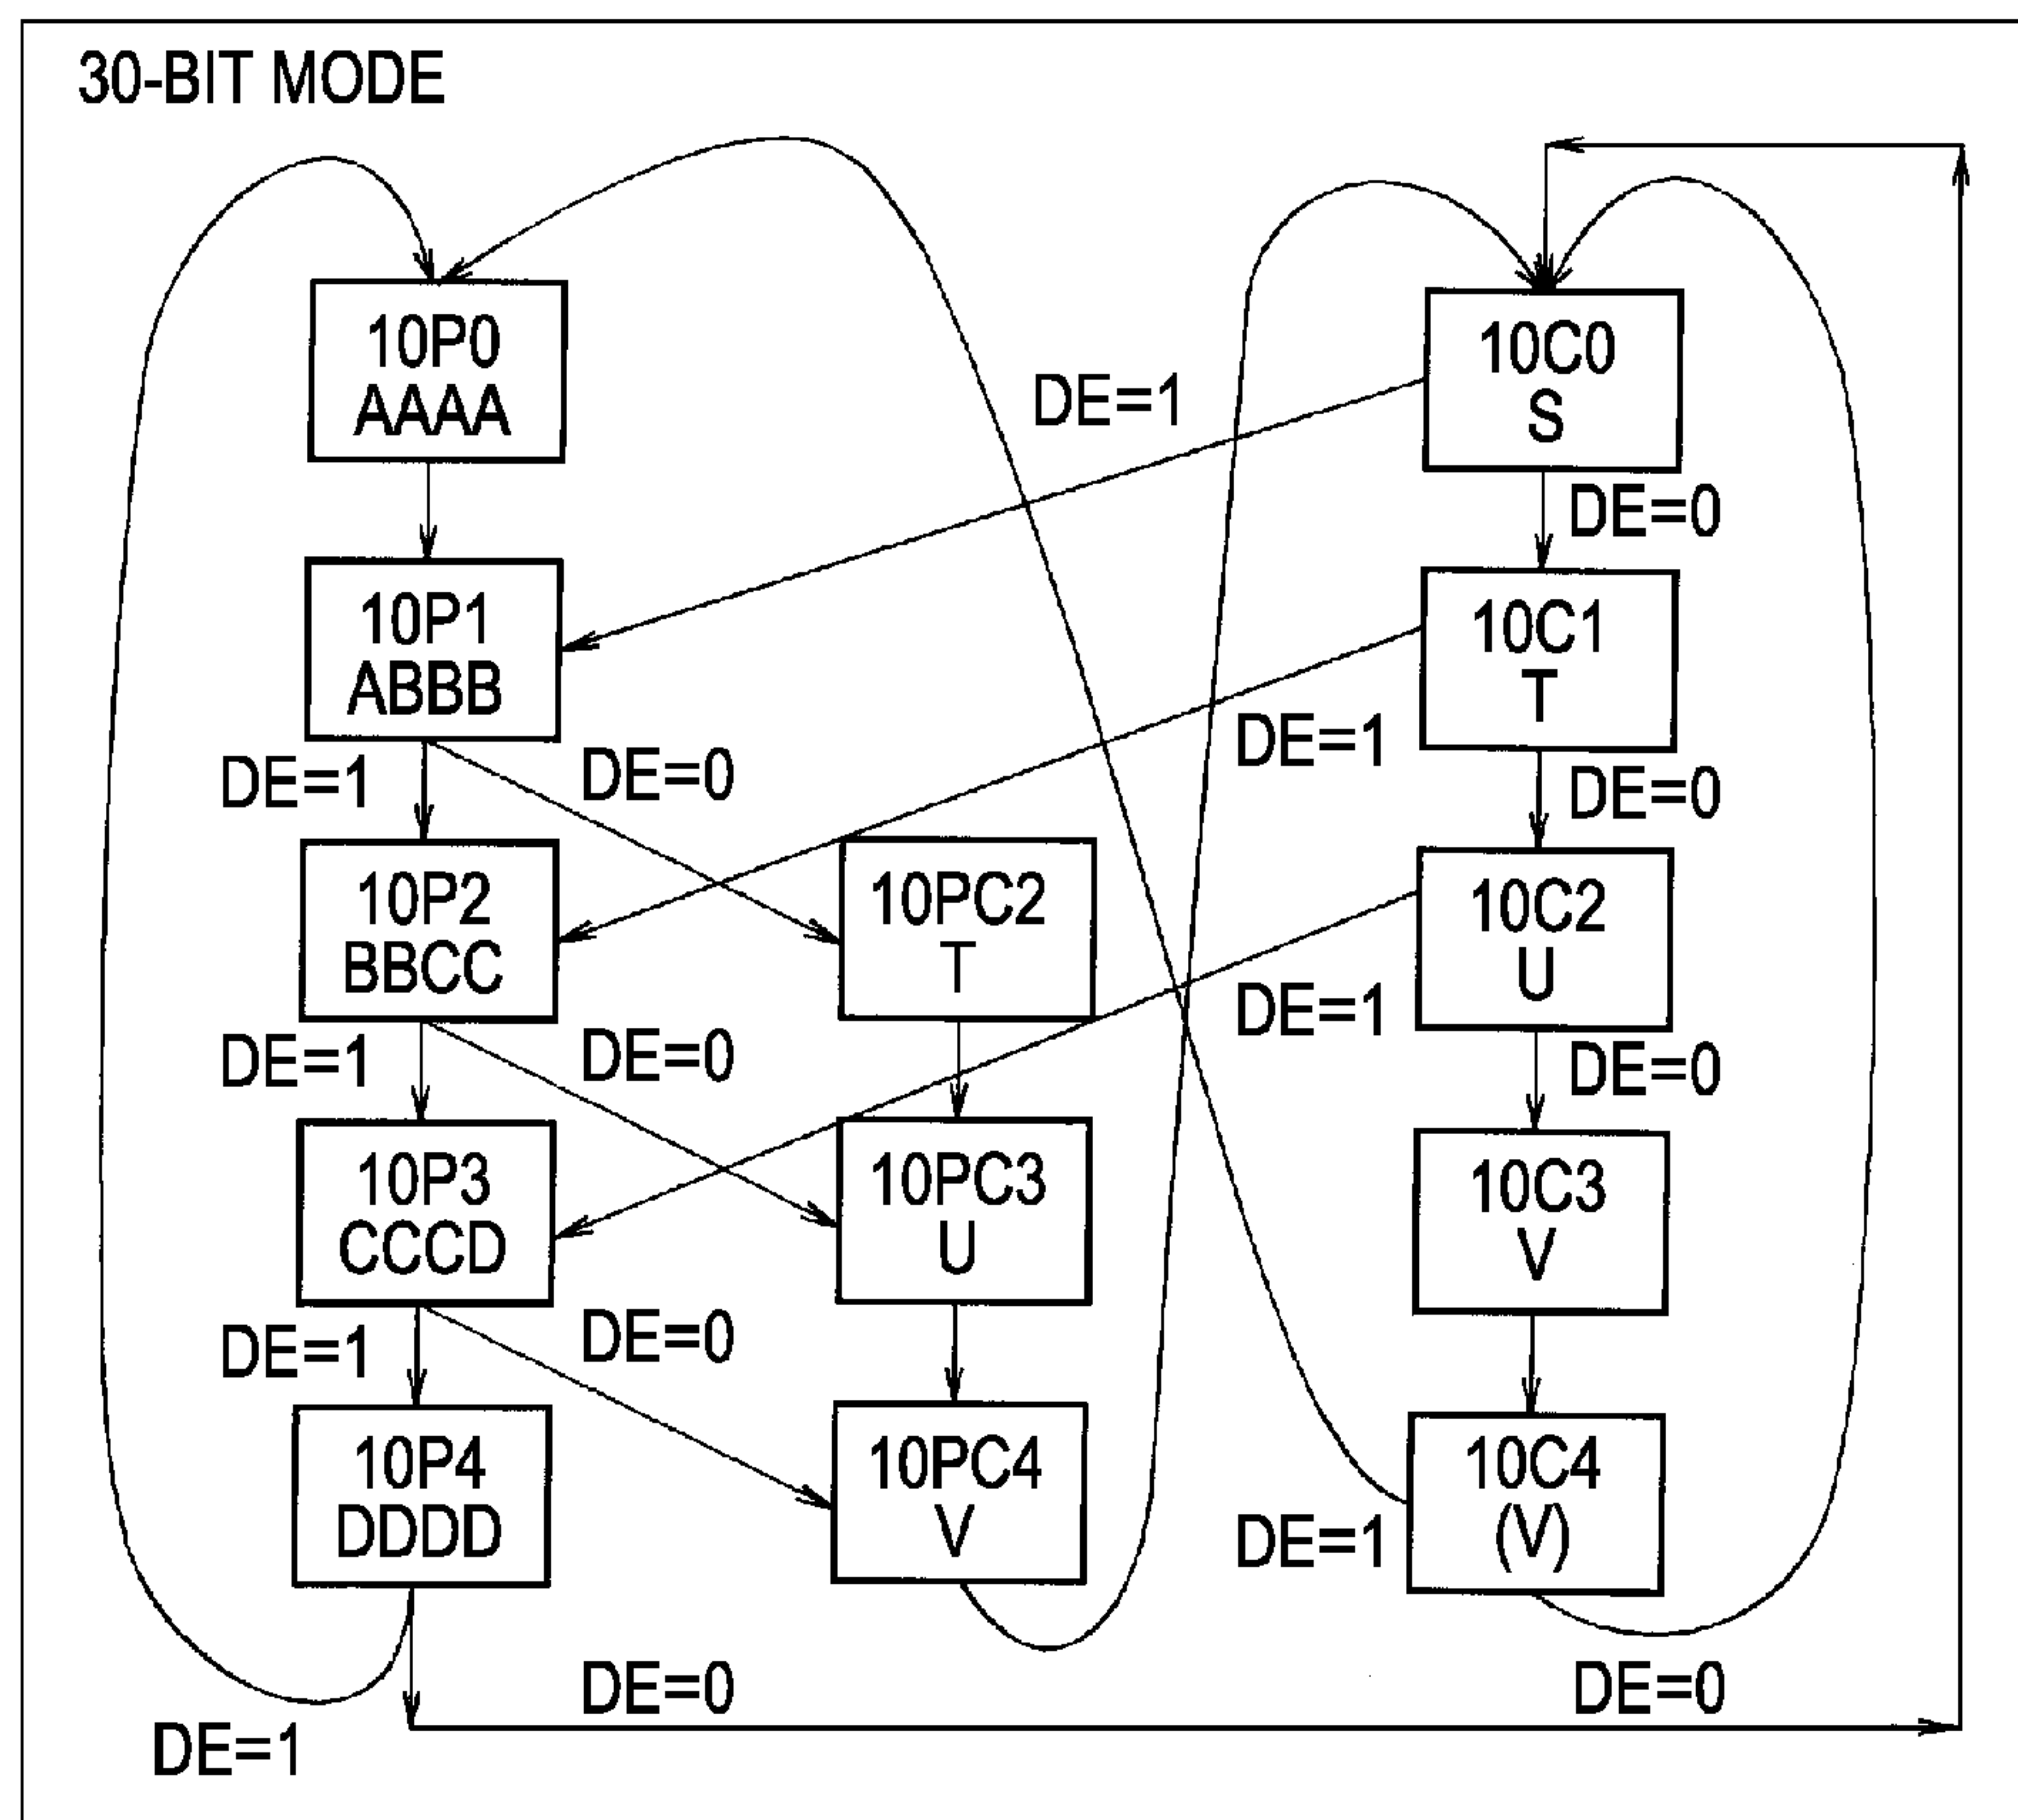 30-BIT MODE
10P0
AAAA
10C0
S
DE=1
DE=0
10P1
ABBB
10C1
T
DE=1
DE=0
DE=1
DE=0
10P2
BBCC
10PC2
T
10C2
U
DE=1
DE=0
DE=1
DE=0
10P3
CCCD
10PC3
U
10C3
V
DE=1
DE=0
10P4
DDDD
10PC4
V
10C4
(V)
DE=1
DE=0
DE=0
DE=1